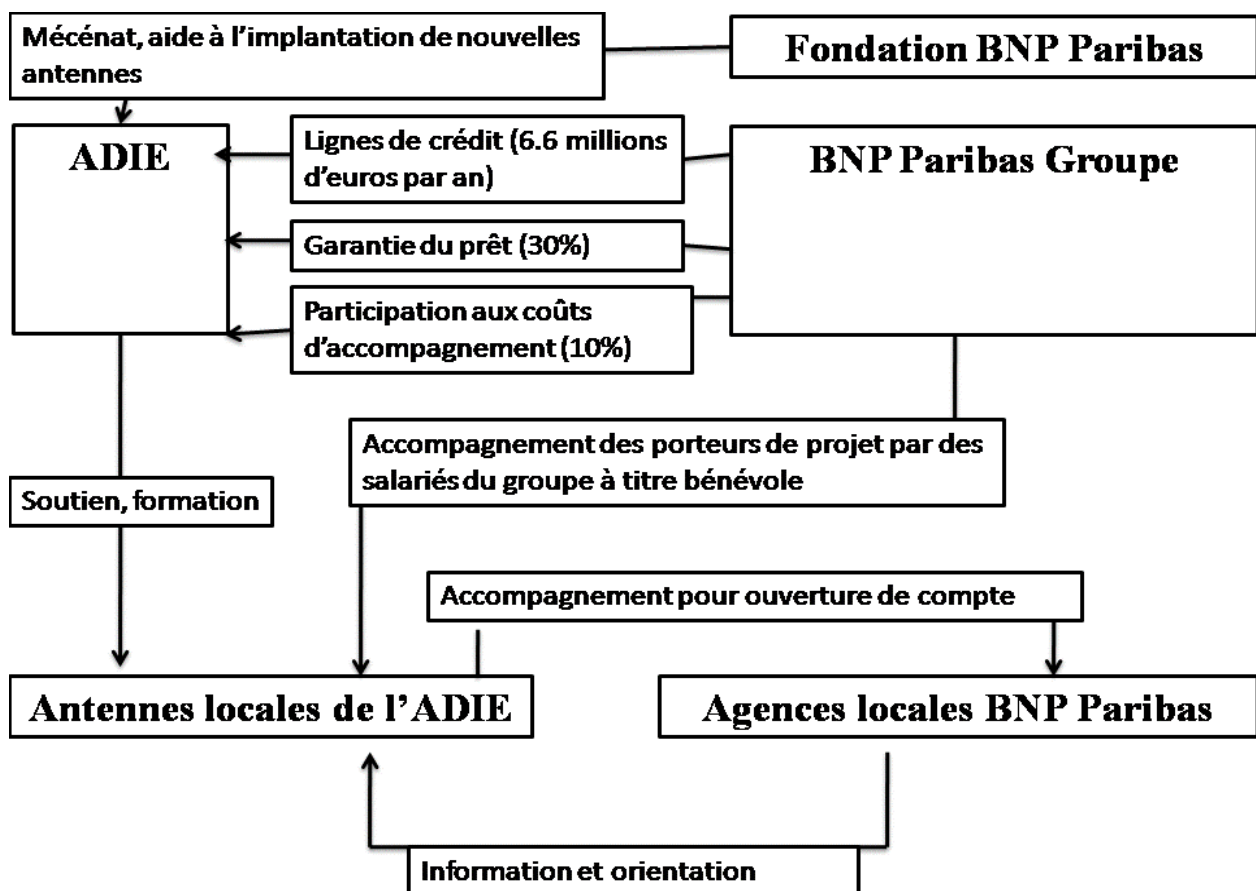 Mécénat, aide à l'implantation de nouvelles
antennes
Fondation BNP Paribas
ADIE
Lignes de crédit (6.6 millions
d'euros par an)
BNP Paribas Groupe
Garantie du prêt (30%)
Participation aux coûts
d'accompagnement (10%)
Accompagnement des porteurs de projet par des
salariés du groupe à titre bénévole
Soutien, formation
Accompagnement pour ouverture de compte
Antennes locales de l'ADIE
Agences locales BNP Paribas
Information et orientation